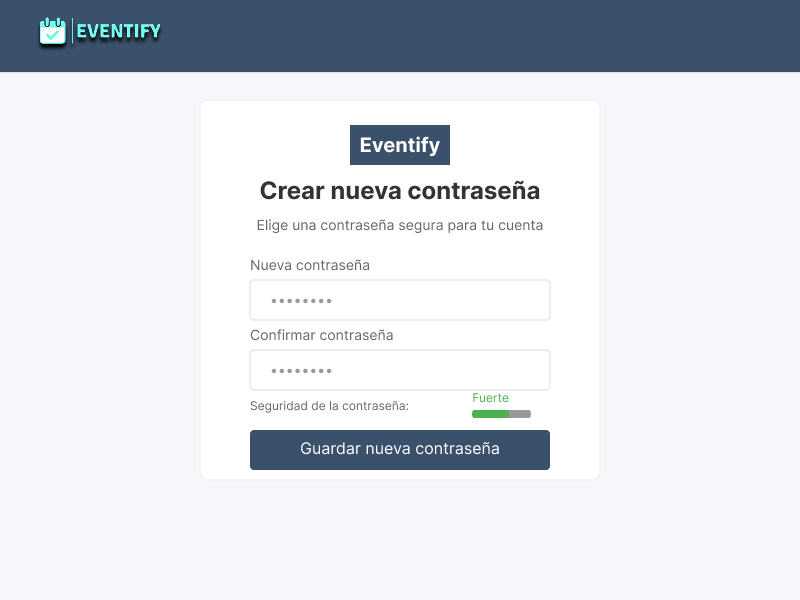 EVENTIFY
Eventify
Crear nueva contraseña
Elige una contraseña segura para tu cuenta
Nueva contraseña
••••••••
Confirmar contraseña
••••••••
Seguridad de la contraseña:
Fuerte
Guardar nueva contraseña